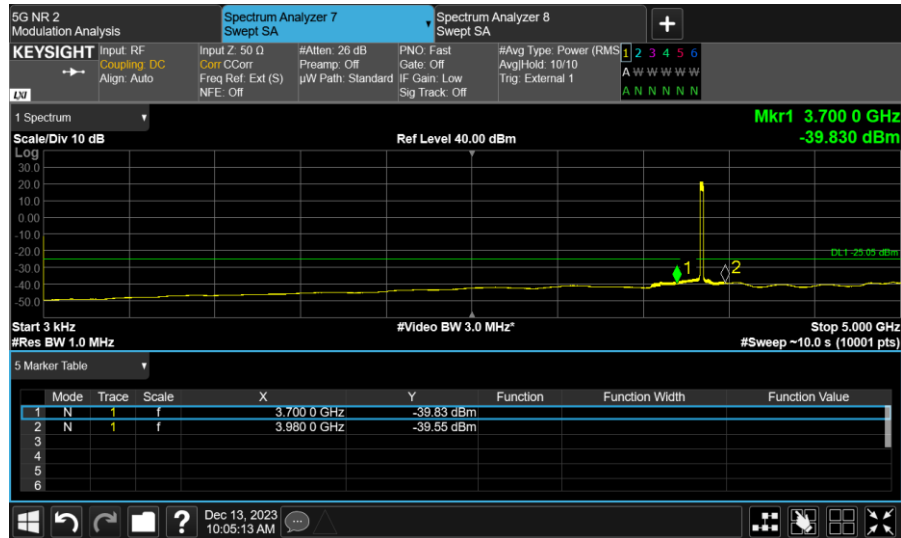 5G NR 2
Modulation Analysis
Spectrum Analyzer 7
Swept SA
Spectrum Analyzer 8
Swept SA
KEYSIGHT
LXI
Input: RF
Coupling: DC
Align: Auto
Input Z: 50 Ω
Corr CCorr
Freq Ref: Ext (S)
NFE: Off
#Atten: 26 dB
Preamp: Off
µW Path: Standard
PNO: Fast
Gate: Off
IF Gain: Low
Sig Track: Off
#Avg Type: Power (RMS
Avg|Hold: 10/10
Trig: External 1
1 2 3 4 5 6
A W W W W W
A N N N N N
1 Spectrum
Mkr1 3.700 0 GHz
Scale/Div 10 dB
Ref Level 40.00 dBm
-39.830 dBm
Log
30.0
20.0
10.0
0.00
-10.0
-20.0
DL1 -25.05 dBm
-30.0
1
2
-40.0
-50.0
Start 3 kHz
#Video BW 3.0 MHz*
Stop 5.000 GHz
#Res BW 1.0 MHz
#Sweep ~10.0 s (10001 pts)
5 Marker Table
Mode Trace Scale X Y Function Function Width Function Value
1 N 1 f 3.700 0 GHz -39.83 dBm
2 N 1 f 3.980 0 GHz -39.55 dBm
3
4
5
6
?
Dec 13, 2023
10:05:13 AM